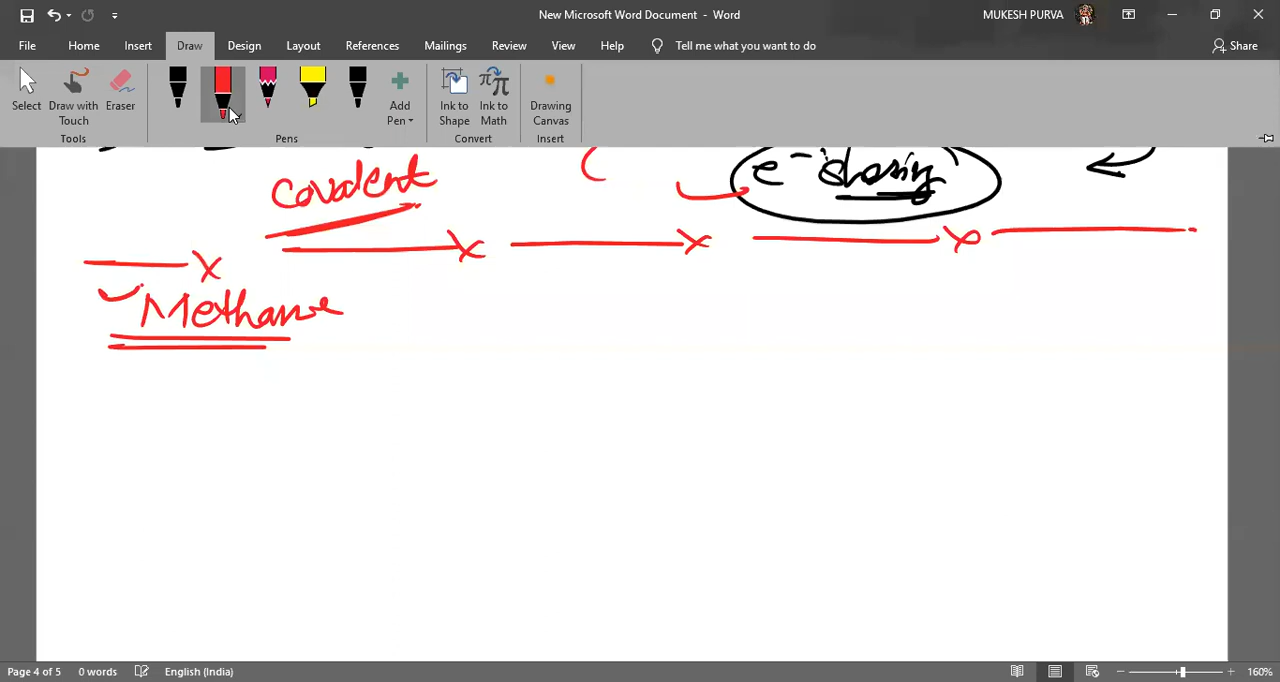 New Microsoft Word Document - Word
MUKESH PURVA
File Home Insert Draw Design Layout References Mailings Review View Help Tell me what you want to do Share
Select
Draw with Touch
Eraser
Add Pen
Ink to Shape
Ink to Math
Drawing Canvas
Tools
Pens
Convert
Insert
covalent
e- sharing
Methane
Page 4 of 5 0 words English (India) 160%